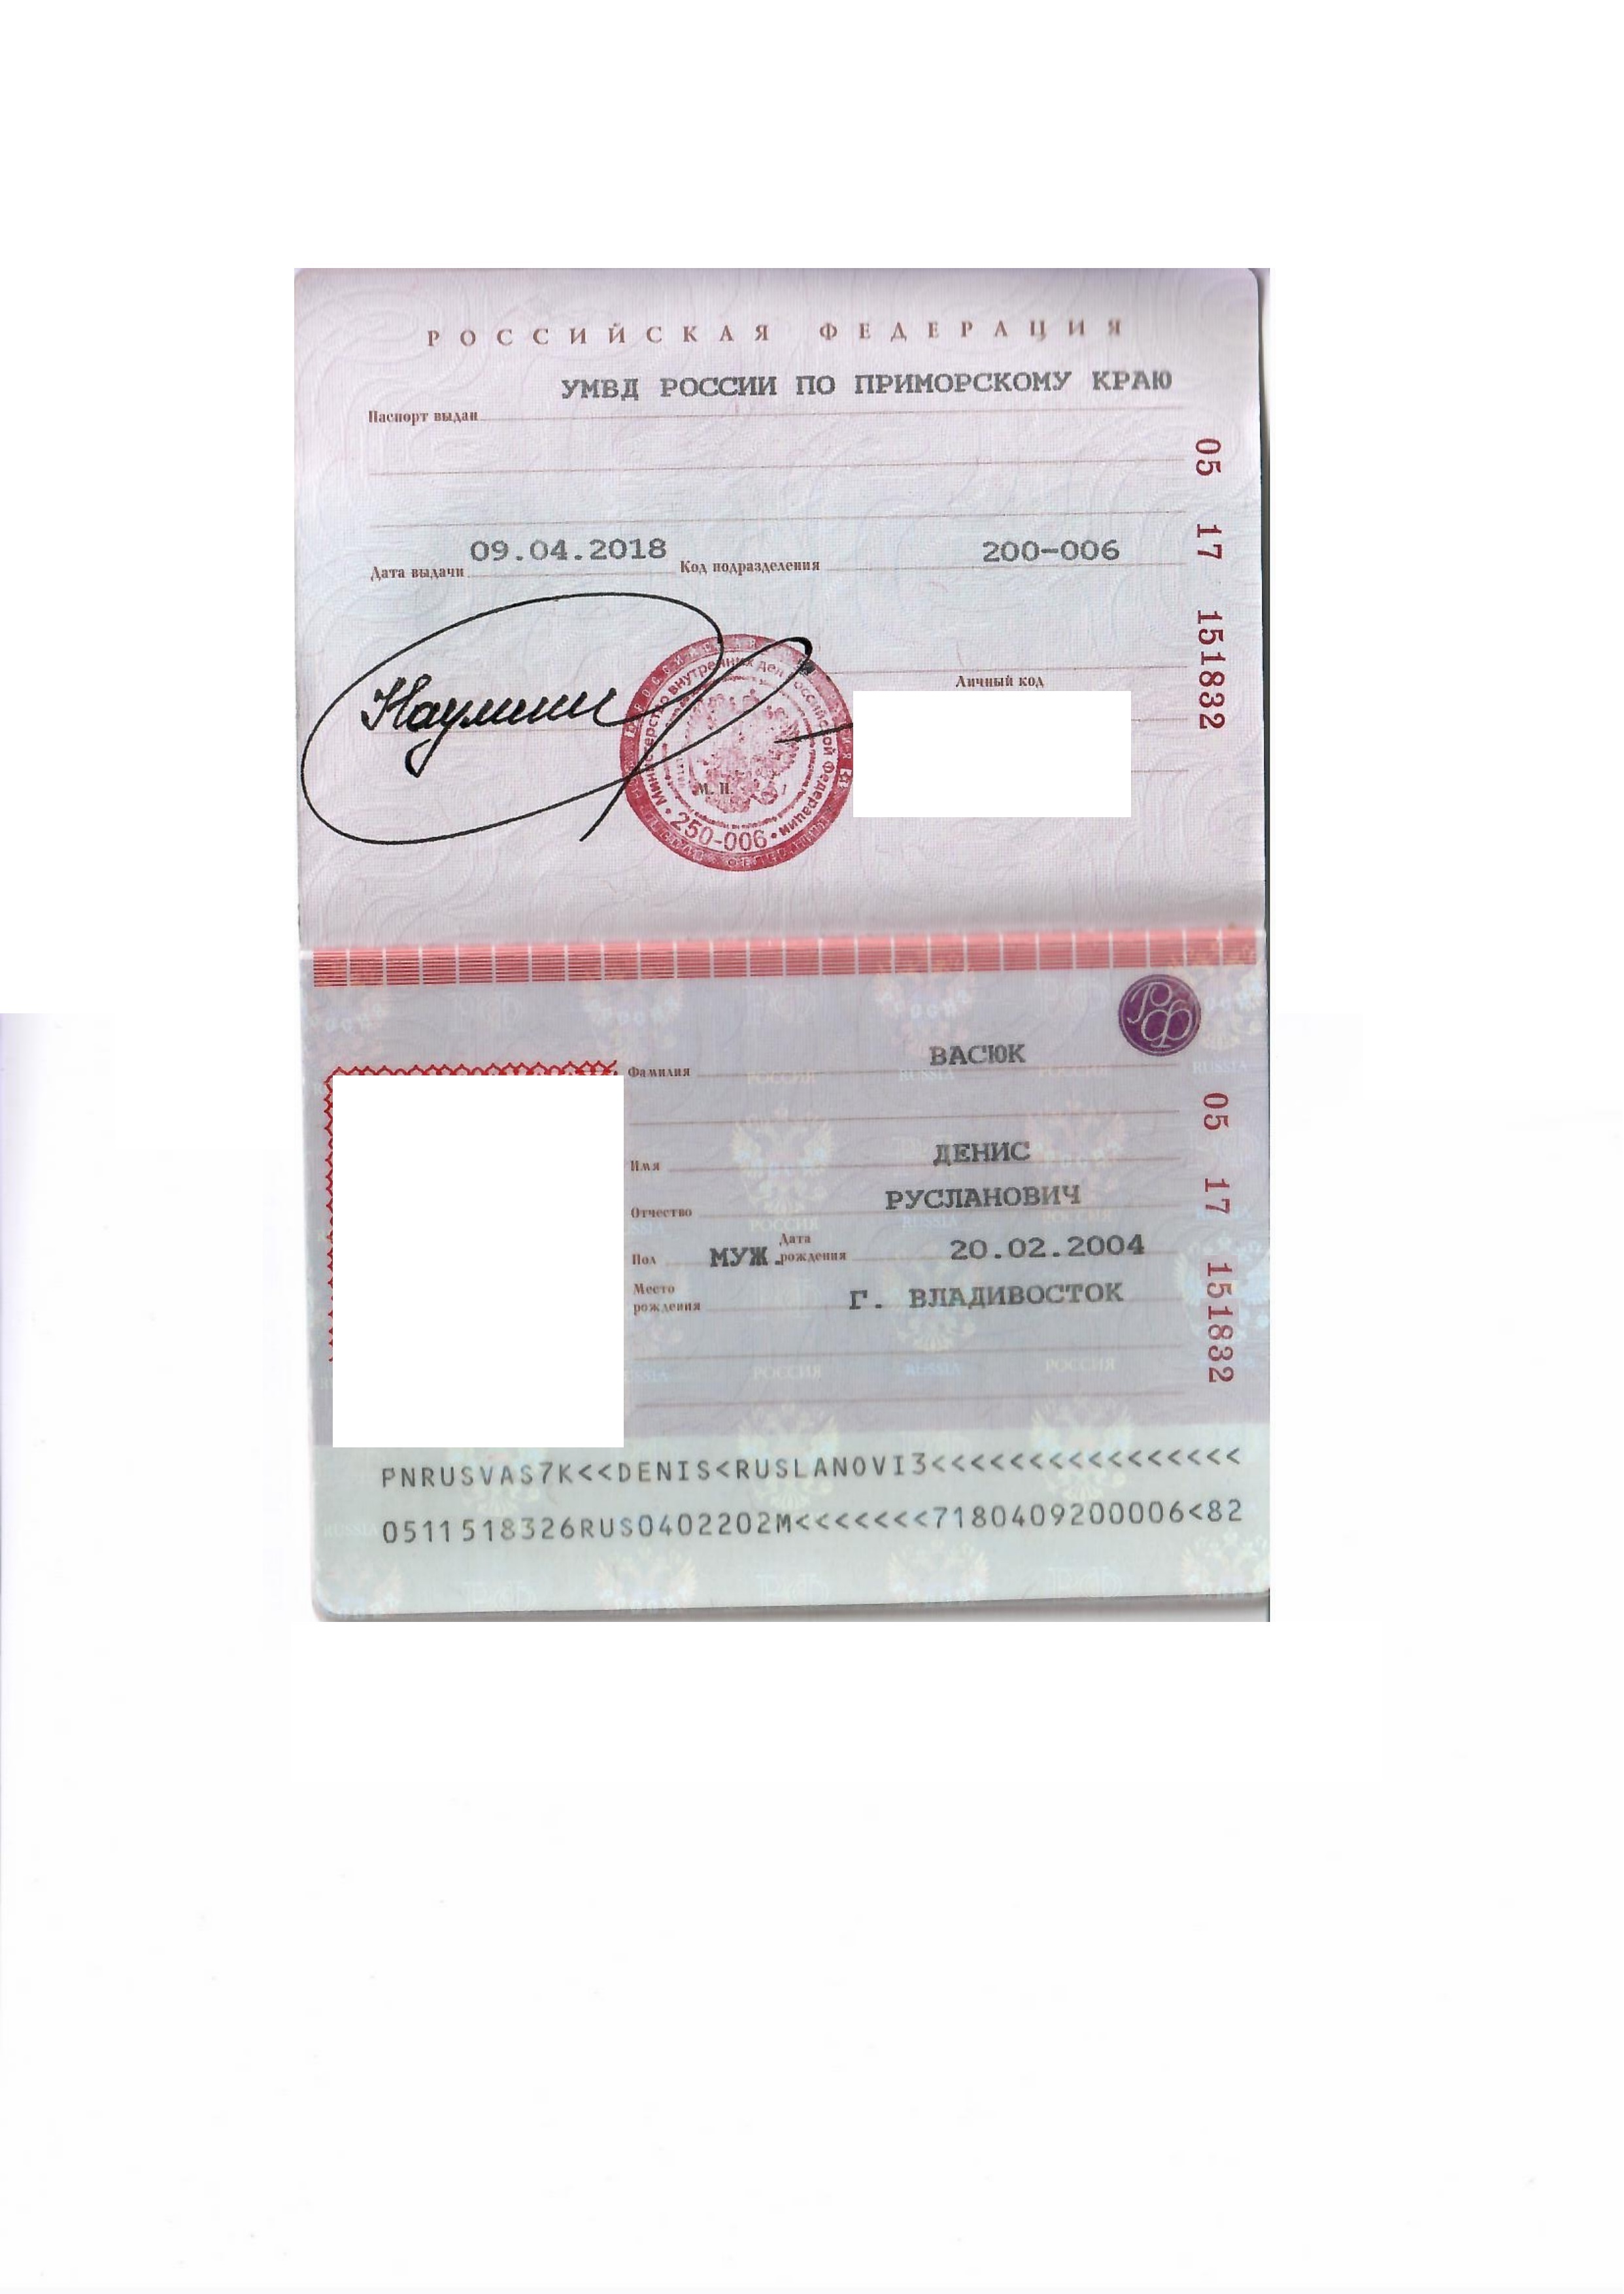 РОССИЙСКАЯ ФЕДЕРАЦИЯ
УМВД РОССИИ ПО ПРИМОРСКОМУ КРАЮ
Паспорт выдан
09.04.2018
200-006
Дата выдачи
Код подразделения
Личный код
Министерство внутренних дел Российской Федерации
М. П.
250-006
05 17 151832
РФ
ВАСЮК
Фамилия
ДЕНИС
Имя
РУСЛАНОВИЧ
Отчество
Пол
МУЖ.
Дата рождения
20.02.2004
Место рождения
Г. ВЛАДИВОСТОК
05 17 151832
PNRUSVAS7K<<DENIS<RUSLANOVI3<<<<<<<<<<<<<<<<
0511518326RUS0402202M<<<<<<<7180409200006<82